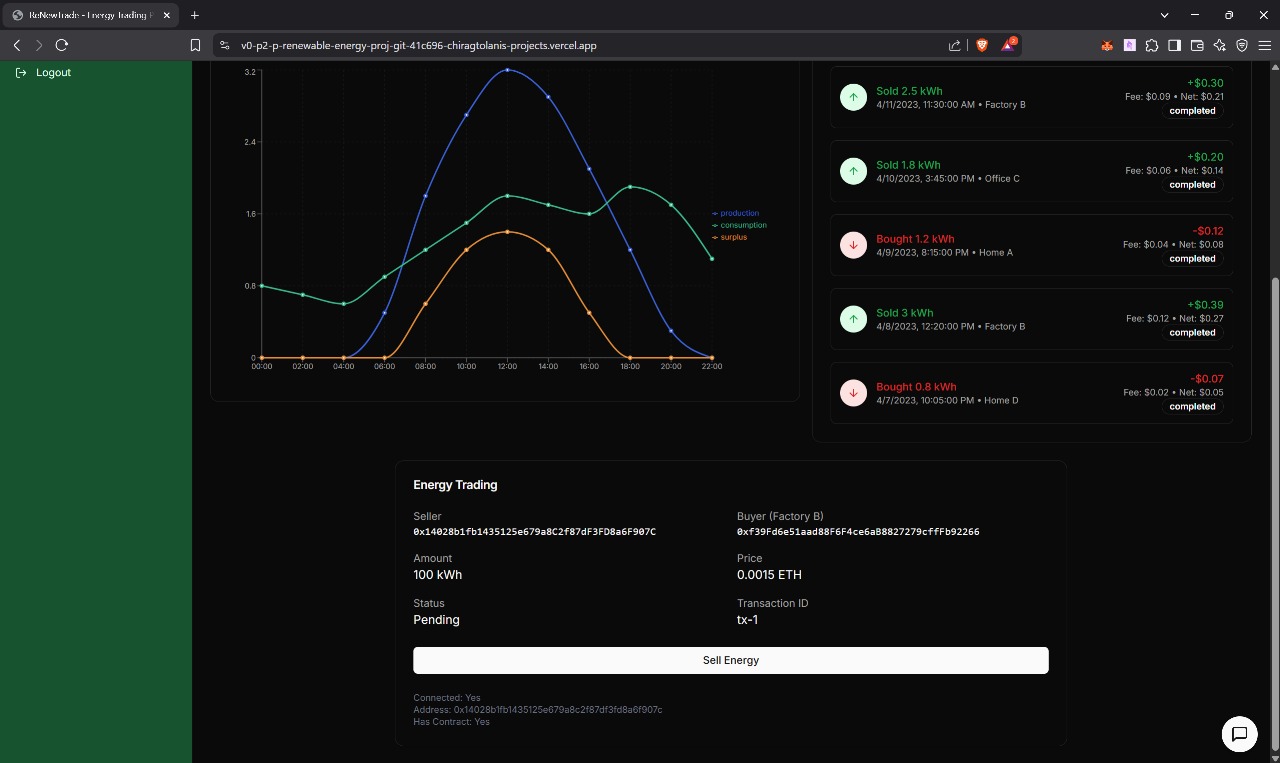 ReNewTrade - Energy Trading P
v0-p2-p-renewable-energy-proj-git-41c696-chiragtolanis-projects.vercel.app
2
2
Logout
3.2
2.4
1.6
0.8
0
00:00 02:00 04:00 06:00 08:00 10:00 12:00 14:00 16:00 18:00 20:00 22:00
production
consumption
surplus
Sold 2.5 kWh
4/11/2023, 11:30:00 AM • Factory B
+$0.30
Fee: $0.09 • Net: $0.21
completed
Sold 1.8 kWh
4/10/2023, 3:45:00 PM • Office C
+$0.20
Fee: $0.06 • Net: $0.14
completed
Bought 1.2 kWh
4/9/2023, 8:15:00 PM • Home A
-$0.12
Fee: $0.04 • Net: $0.08
completed
Sold 3 kWh
4/8/2023, 12:20:00 PM • Factory B
+$0.39
Fee: $0.12 • Net: $0.27
completed
Bought 0.8 kWh
4/7/2023, 10:05:00 PM • Home D
-$0.07
Fee: $0.02 • Net: $0.05
completed
Energy Trading
Seller
0x14028b1fb1435125e679a8C2f87dF3FD8a6F907C
Buyer (Factory B)
0xf39Fd6e51aad88F6F4ce6aB8827279cffFb92266
Amount
100 kWh
Price
0.0015 ETH
Status
Pending
Transaction ID
tx-1
Sell Energy
Connected: Yes
Address: 0x14028b1fb1435125e679a8c2f87df3fd8a6f907c
Has Contract: Yes